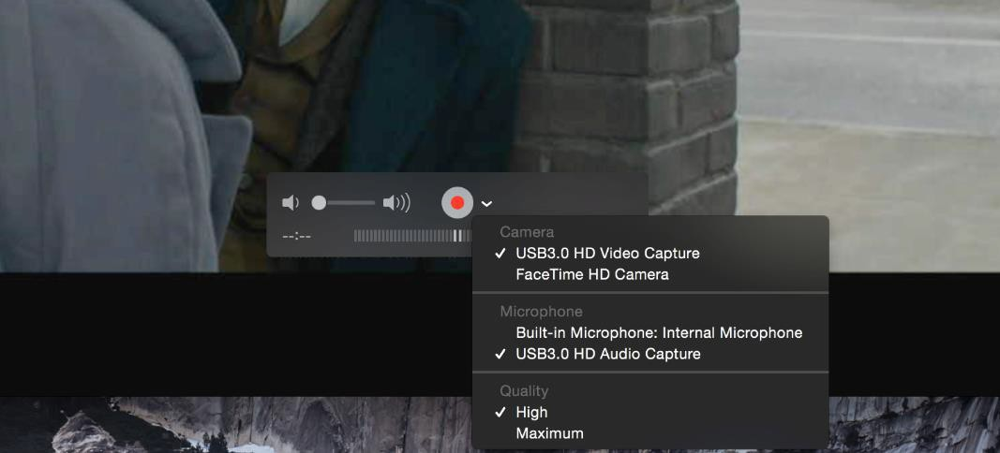 --:--
Camera
✓ USB3.0 HD Video Capture
FaceTime HD Camera
Microphone
Built-in Microphone: Internal Microphone
✓ USB3.0 HD Audio Capture
Quality
✓ High
Maximum